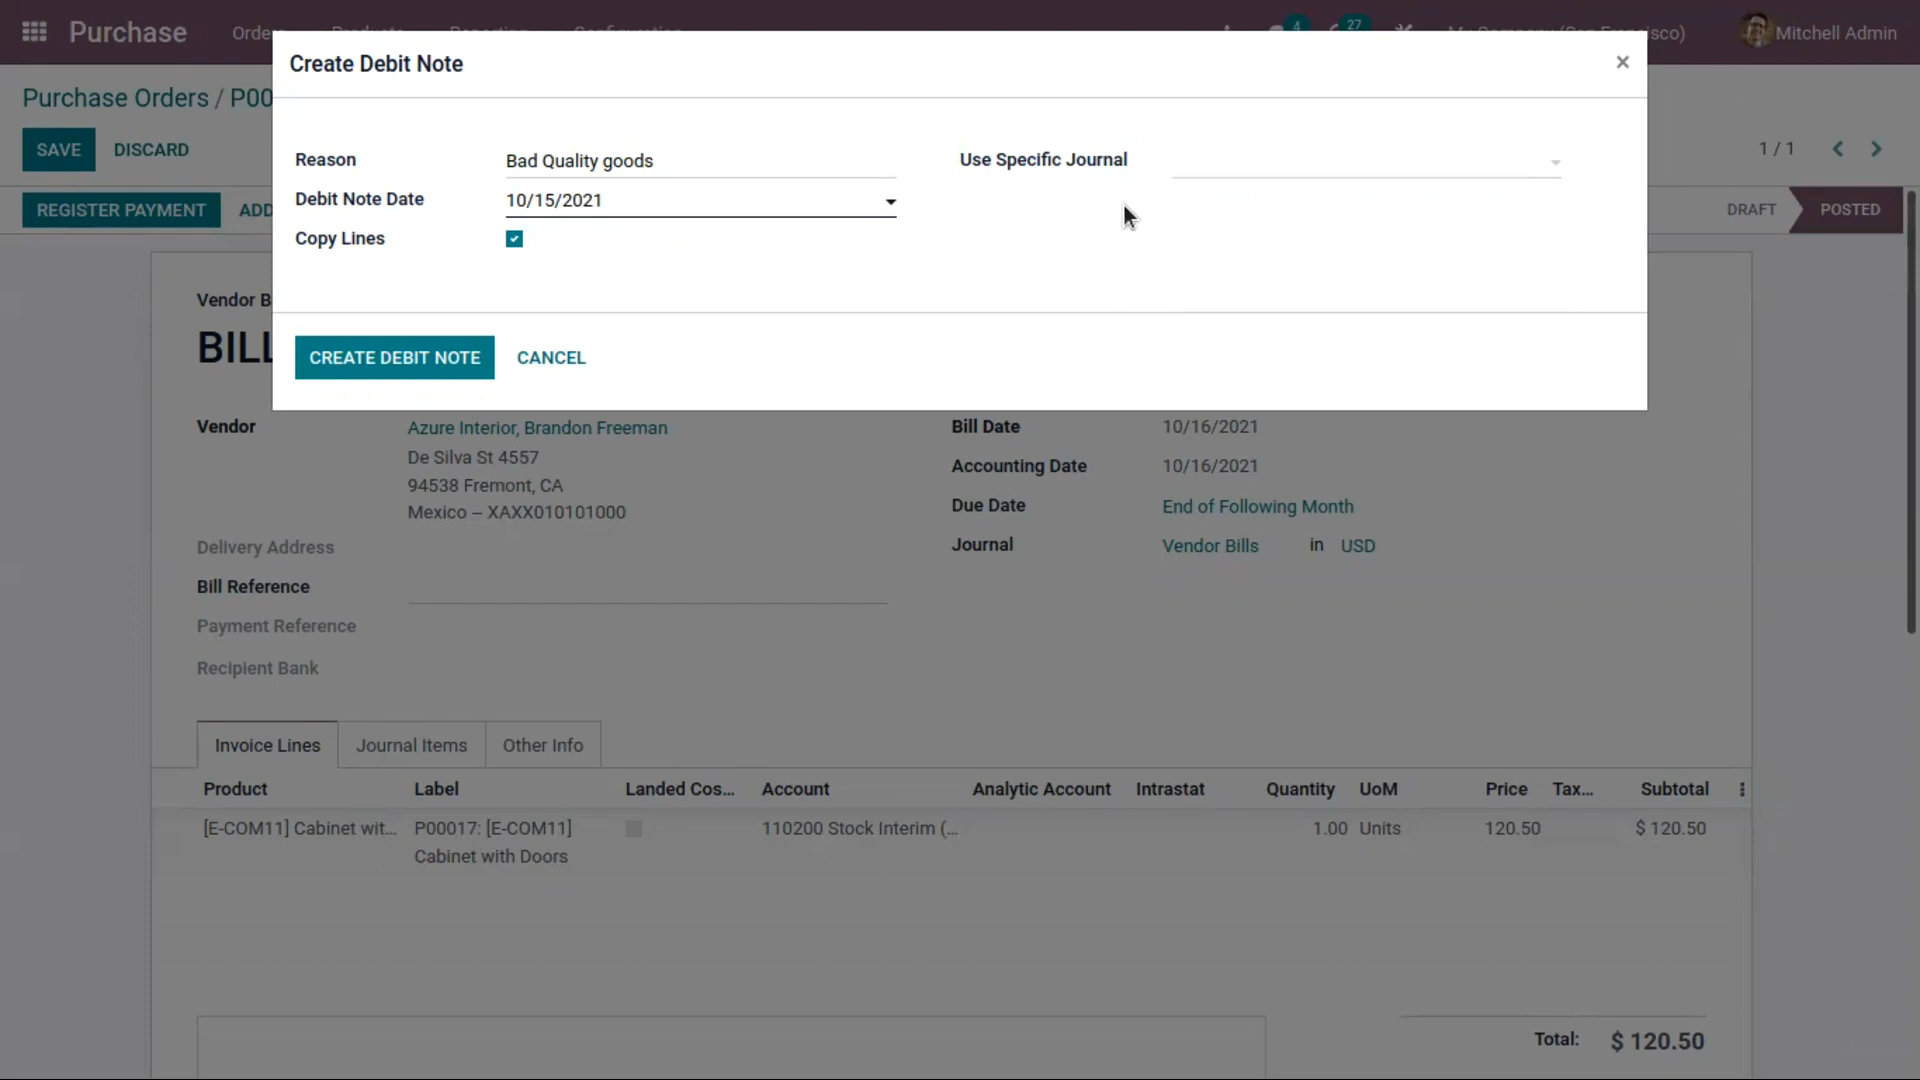 Purchase
4
27
Mitchell Admin
Create Debit Note
×
Purchase Orders / P00
SAVE
DISCARD
1 / 1
Reason
Bad Quality goods
Use Specific Journal
Debit Note Date
10/15/2021
REGISTER PAYMENT
ADD
DRAFT
POSTED
Copy Lines
Vendor B
BILL
CREATE DEBIT NOTE
CANCEL
Vendor
Azure Interior, Brandon Freeman
De Silva St 4557
94538 Fremont, CA
Mexico – XAXX010101000
Bill Date
10/16/2021
Accounting Date
10/16/2021
Due Date
End of Following Month
Journal
Vendor Bills in USD
Delivery Address
Bill Reference
Payment Reference
Recipient Bank
Invoice Lines
Journal Items
Other Info
Product Label Landed Cos... Account Analytic Account Intrastat Quantity UoM Price Tax... Subtotal
[E-COM11] Cabinet wit... P00017: [E-COM11] 110200 Stock Interim (... 1.00 Units 120.50 $ 120.50
Cabinet with Doors
Total: $ 120.50